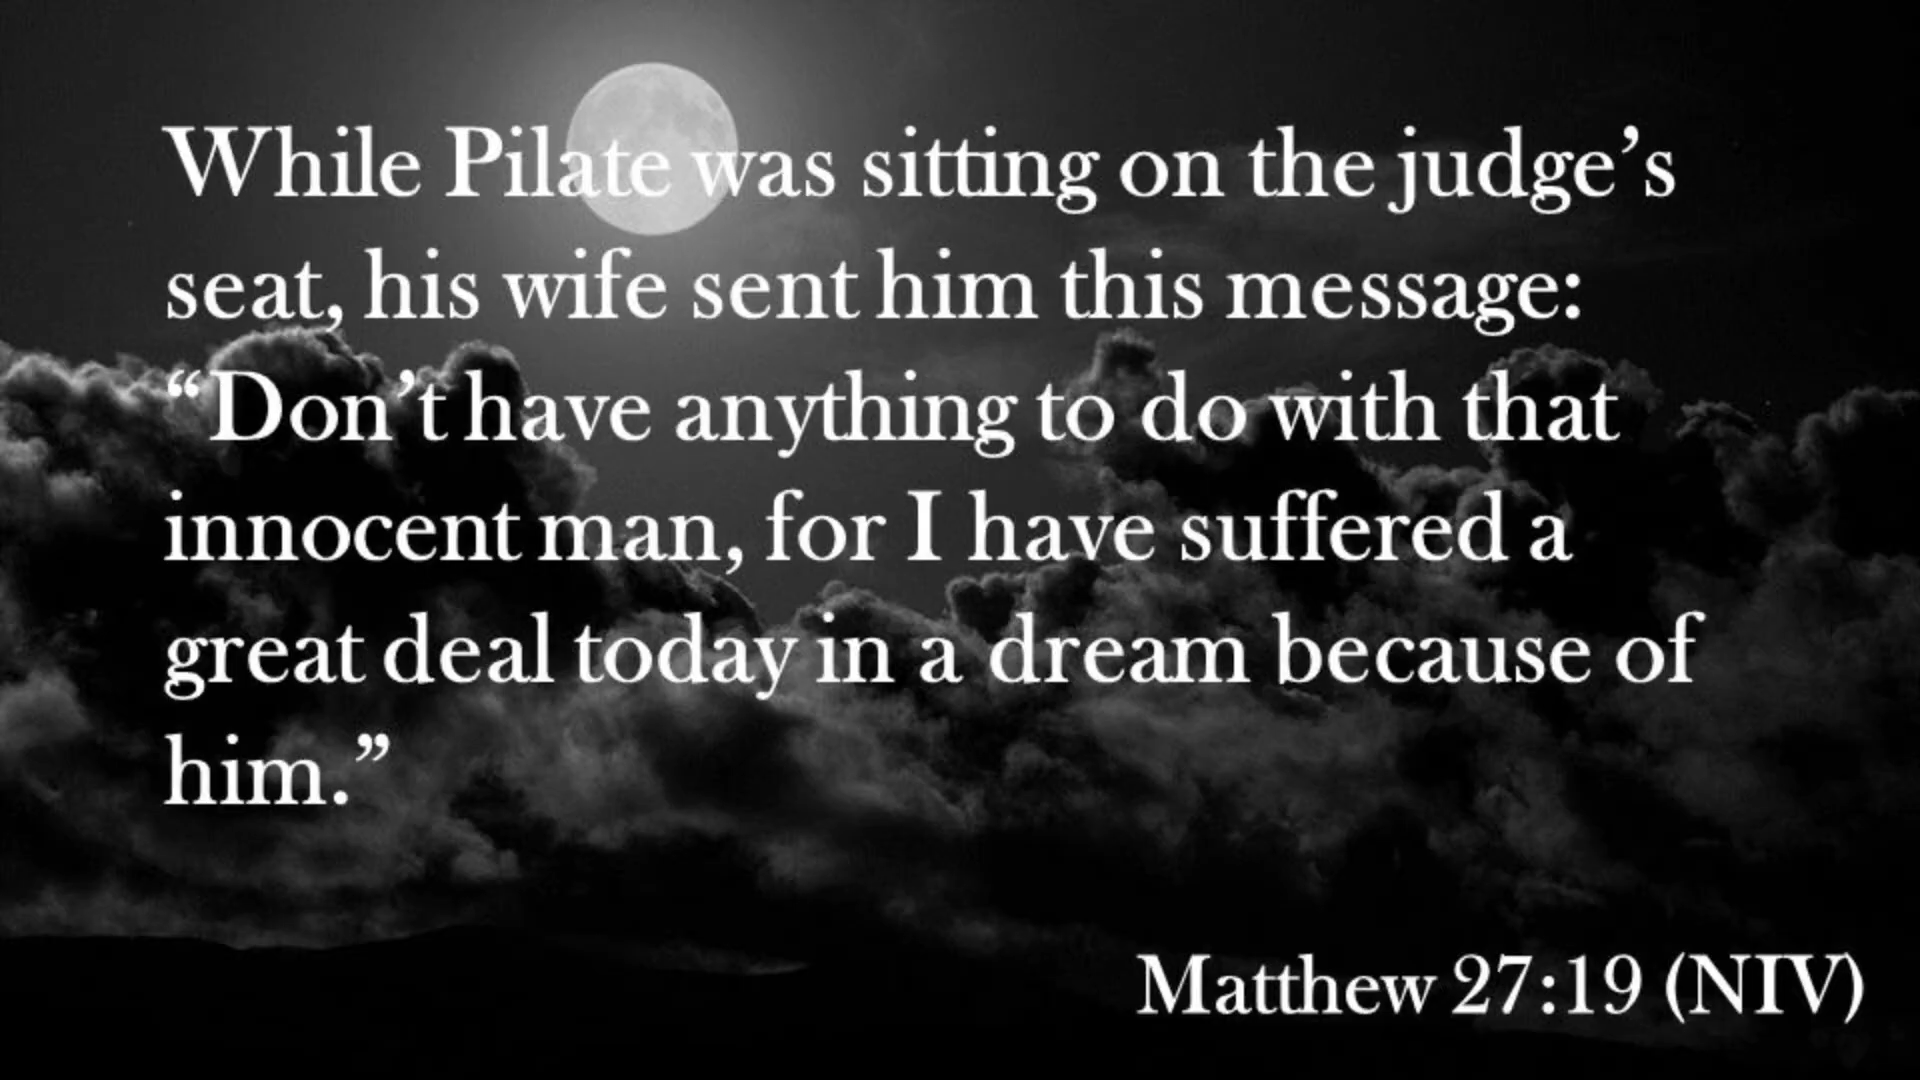 While Pilate was sitting on the judge’s
seat, his wife sent him this message:
“Don’t have anything to do with that
innocent man, for I have suffered a
great deal today in a dream because of
him.”
Matthew 27:19 (NIV)